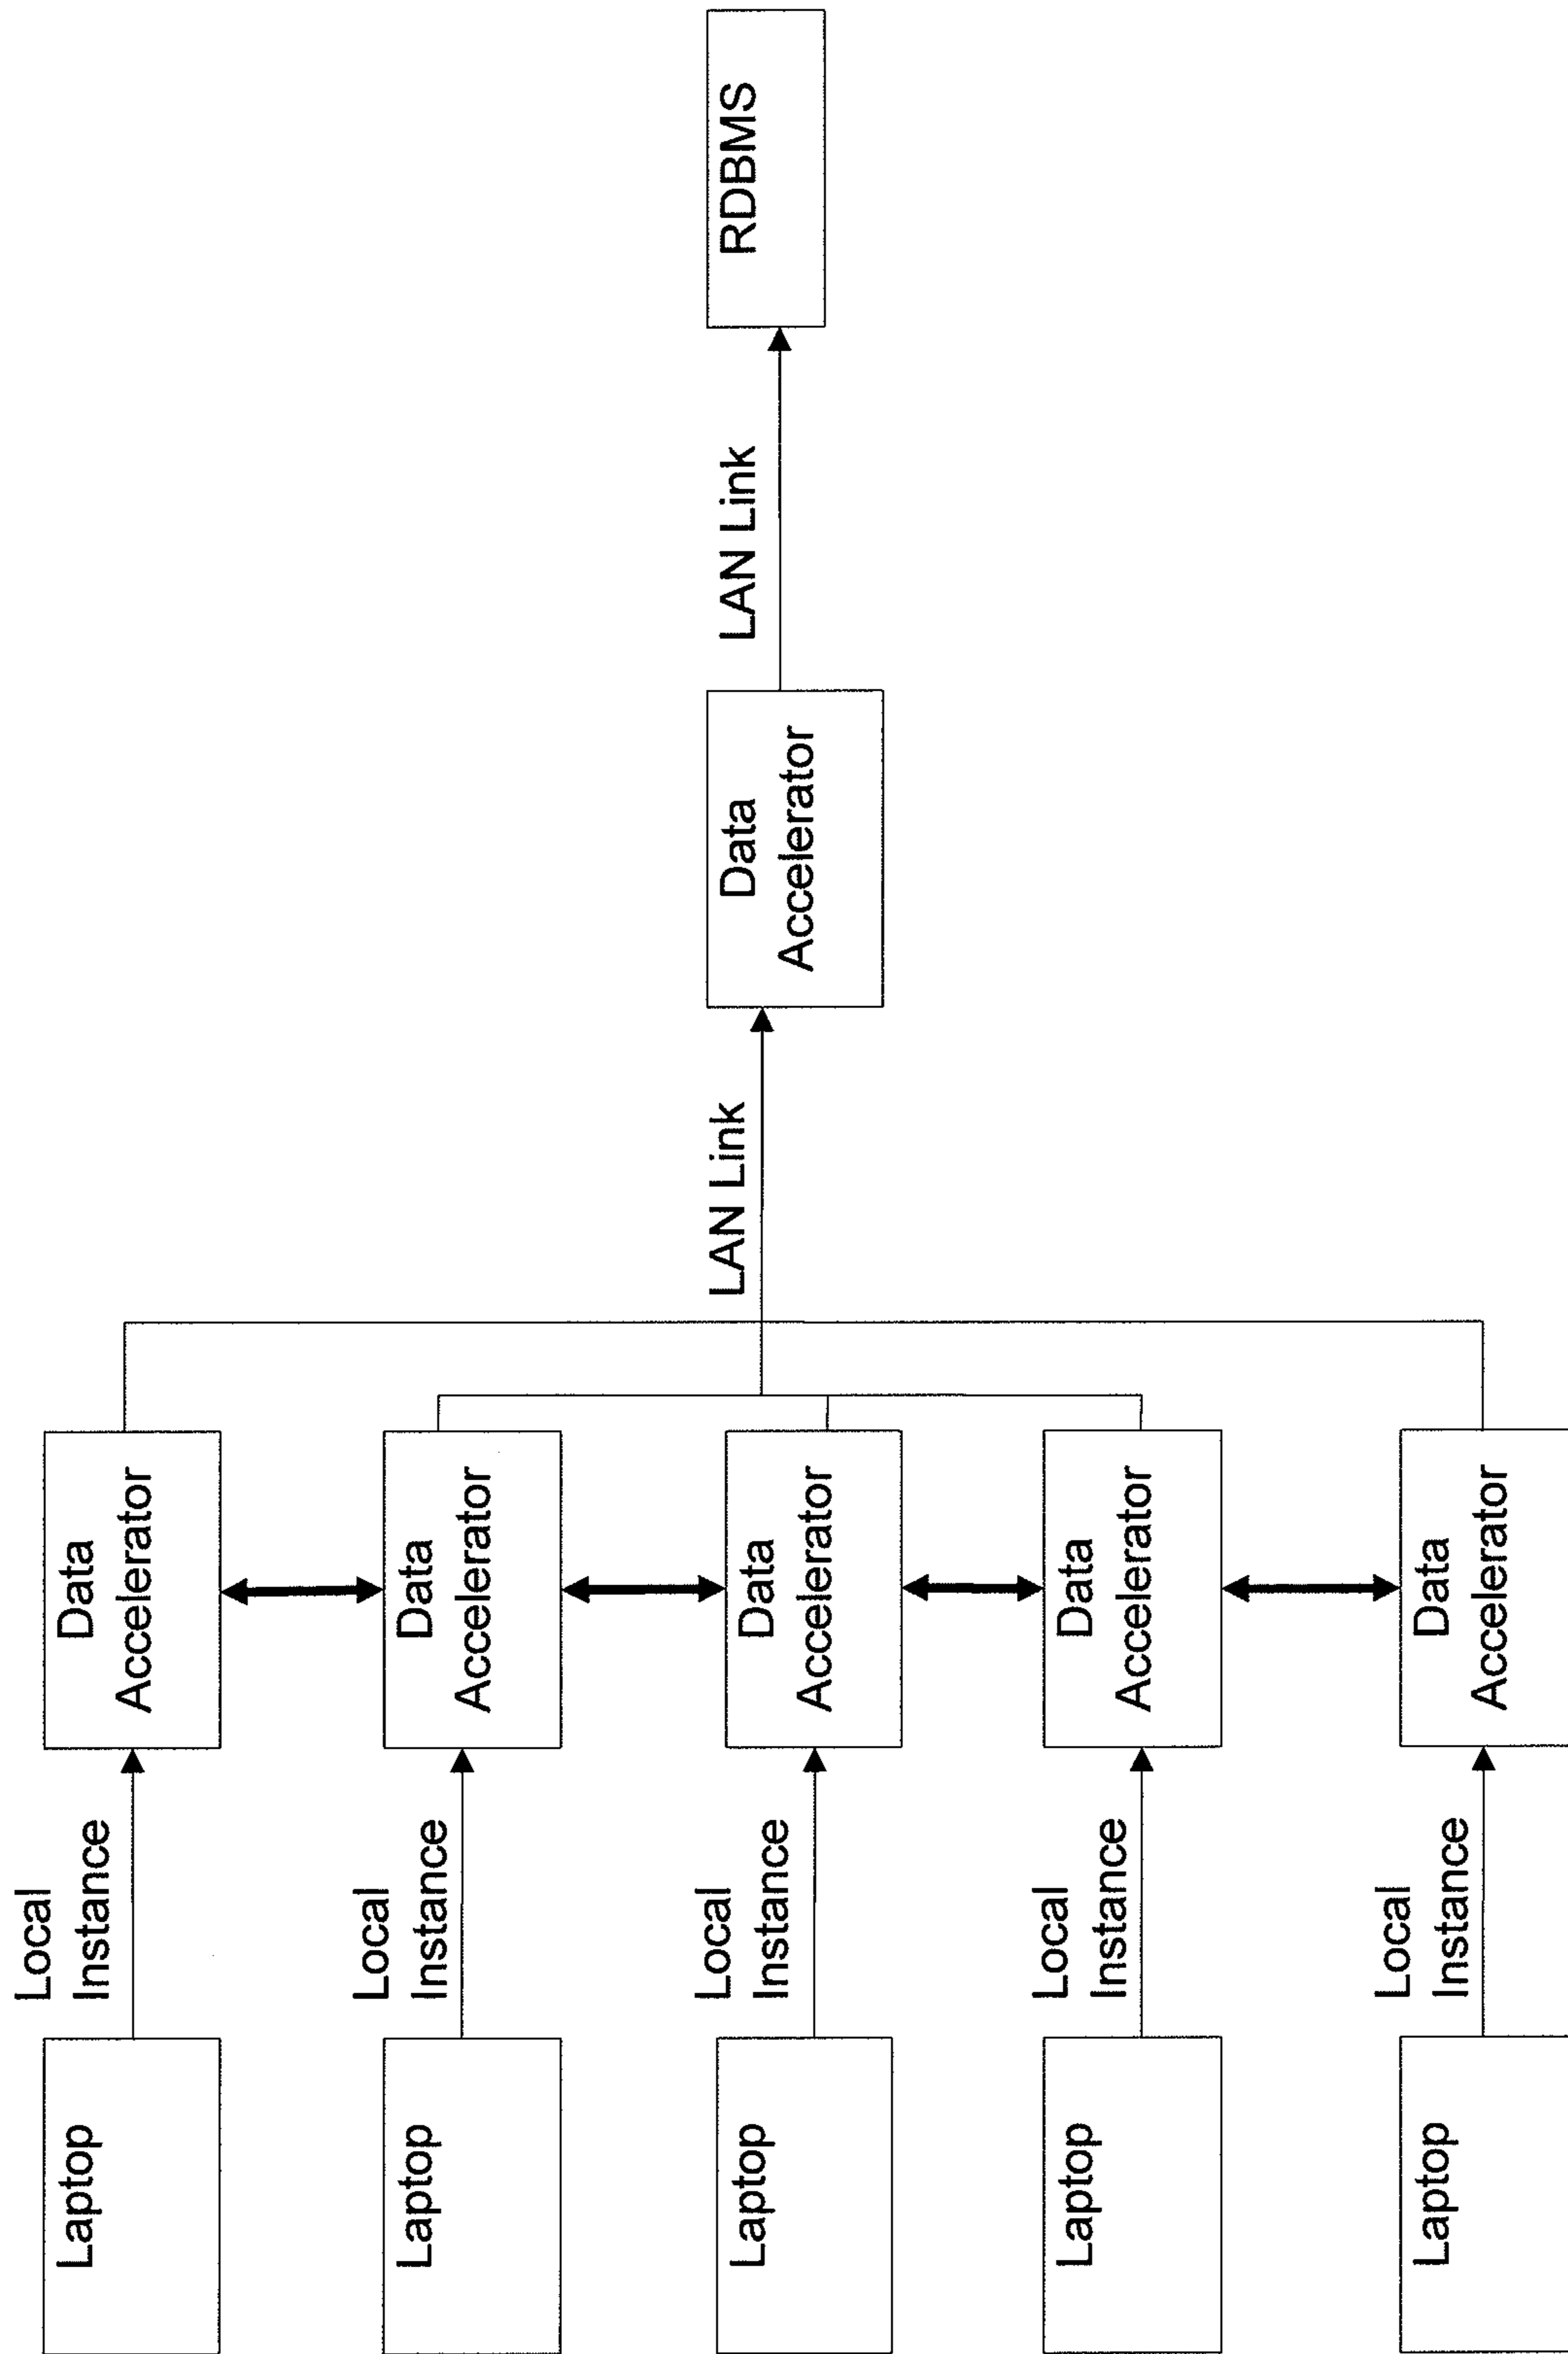 Laptop
Local
Instance
Data
Accelerator
Laptop
Local
Instance
Data
Accelerator
Laptop
Local
Instance
Data
Accelerator
LAN Link
Data
Accelerator
LAN Link
RDBMS
Laptop
Local
Instance
Data
Accelerator
Laptop
Local
Instance
Data
Accelerator